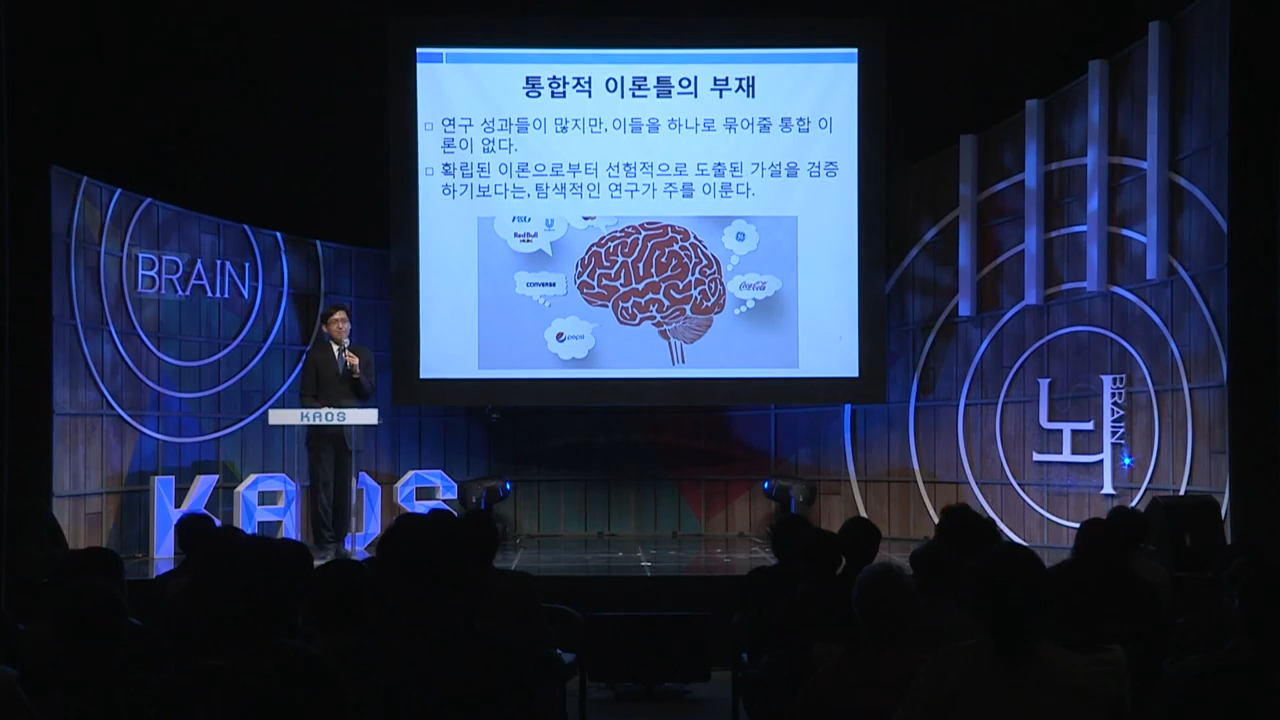 통합적 이론틀의 부재
□ 연구 성과들이 많지만, 이들을 하나로 묶어줄 통합 이
론이 없다.
□ 확립된 이론으로부터 선험적으로 도출된 가설을 검증
하기보다는, 탐색적인 연구가 주를 이룬다.
P&G
Red Bull
CONVERSE
Coca-Cola
pepsi
BRAIN
KAOS
KAOS
뇌
BRAIN